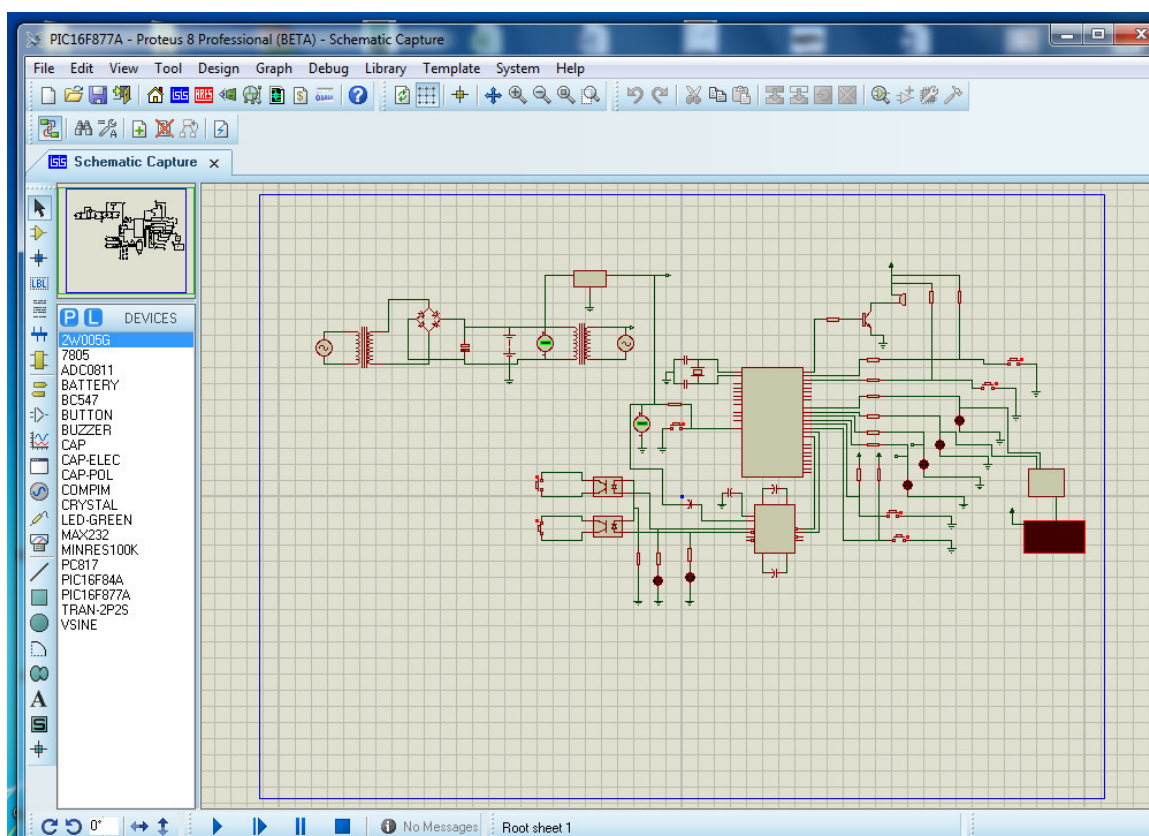 PIC16F877A - Proteus 8 Professional (BETA) - Schematic Capture
File Edit View Tool Design Graph Debug Library Template System Help
Schematic Capture
LBL
P L DEVICES
2W005G
7805
ADC0811
BATTERY
BC547
BUTTON
BUZZER
CAP
CAP-ELEC
CAP-POL
COMPIM
CRYSTAL
LED-GREEN
MAX232
MINRES100K
PC817
PIC16F84A
PIC16F877A
TRAN-2P2S
VSINE
A
S
0° No Messages Root sheet 1